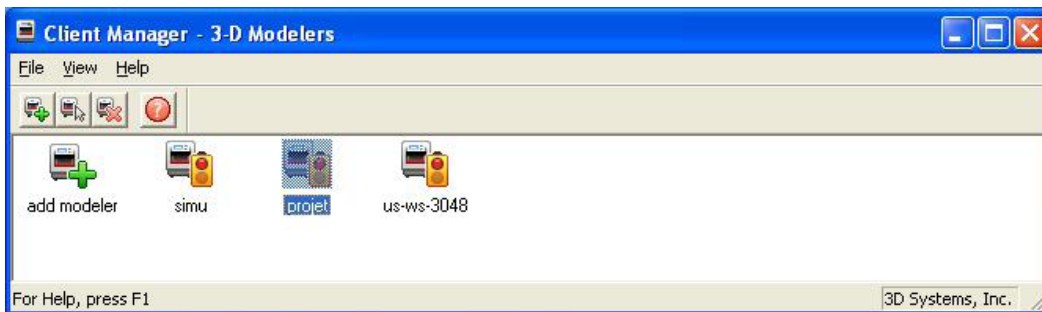 Client Manager - 3-D Modelers
File View Help
add modeler simu projet us-ws-3048
For Help, press F1 3D Systems, Inc.